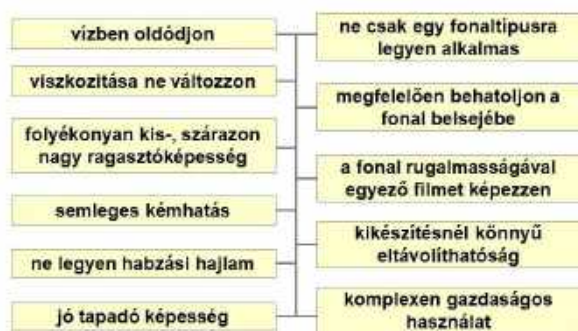 vízben oldódjon
viszkozitása ne változzon
folyékonyan kis-, szárazon
nagy ragasztóképesség
semleges kémhatás
ne legyen habzási hajlam
jó tapadó képesség
ne csak egy fonaltípusra
legyen alkalmas
megfelelően behatoljon a
fonal belsejébe
a fonal rugalmasságával
egyező filmet képezzen
kikészítésnél könnyű
eltávolíthatóság
komplexen gazdaságos
használat